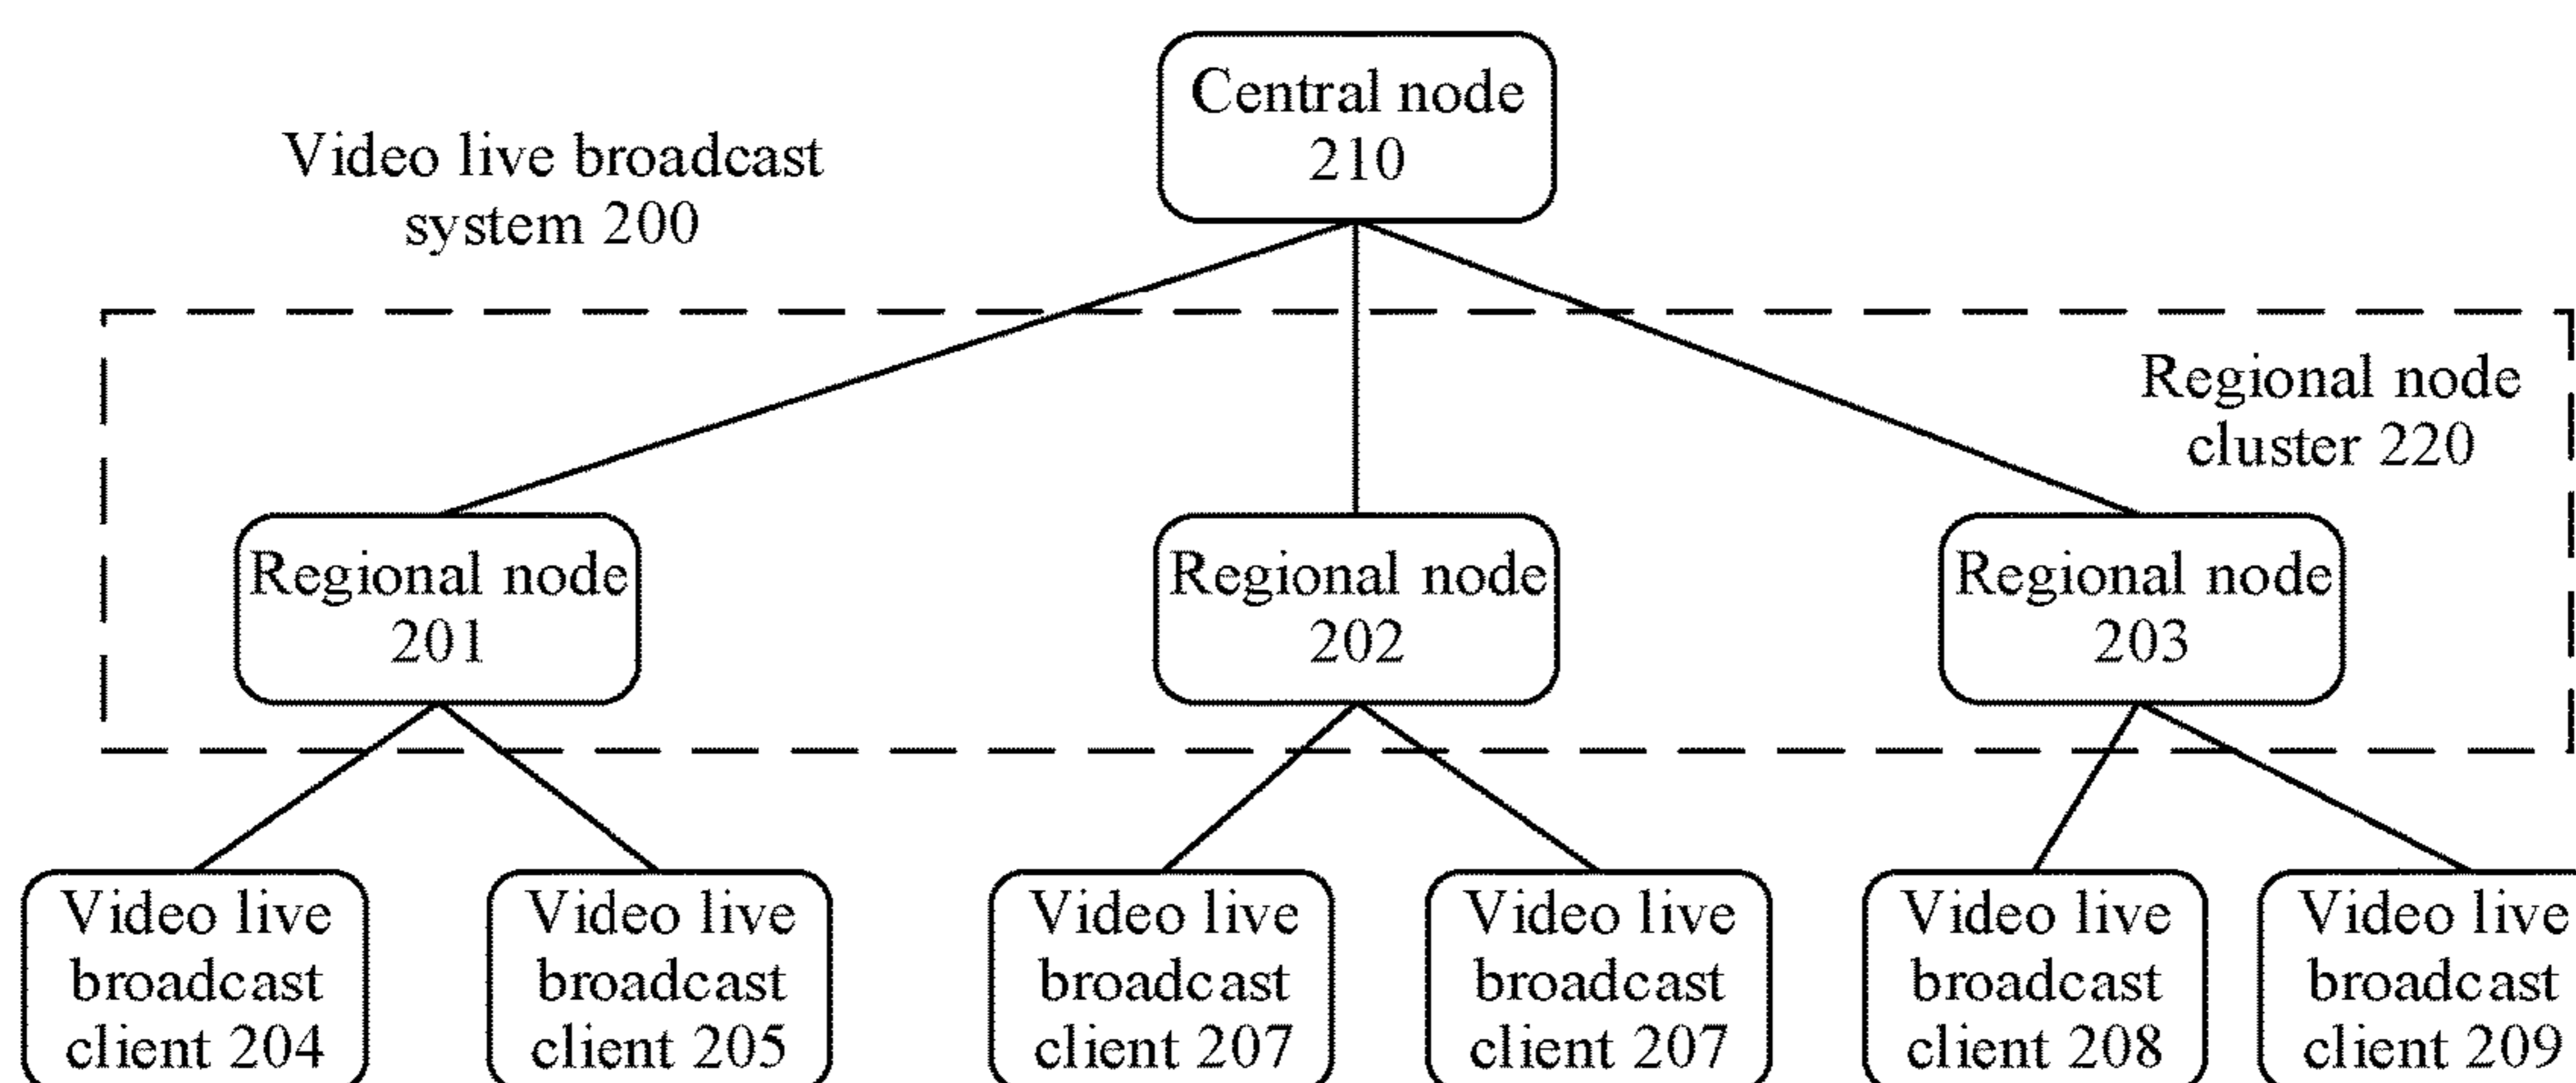 Central node
210
Video live broadcast
system 200
Regional node
cluster 220
Regional node
201
Regional node
202
Regional node
203
Video live
broadcast
client 204
Video live
broadcast
client 205
Video live
broadcast
client 207
Video live
broadcast
client 207
Video live
broadcast
client 208
Video live
broadcast
client 209